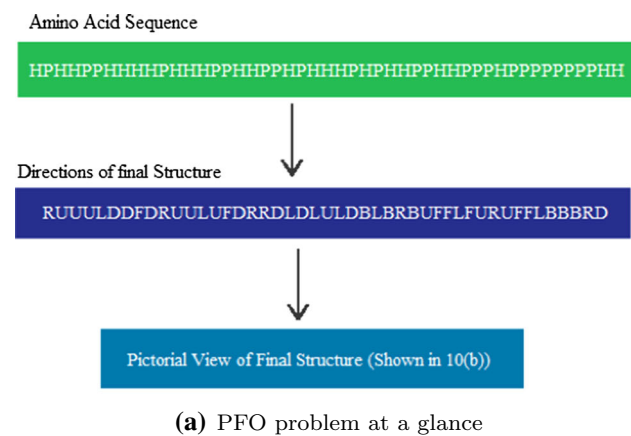 Amino Acid Sequence
HPHHPPHHHHPHHHPPHHPPHPHHHPHPHHPPHHPPPHPPPPPPPPHH
Directions of final Structure
RUUULDDFDRUULUFDRRDLDLULDBLBRBUFFLFURUFFLBBBRD
Pictorial View of Final Structure (Shown in 10(b))
(a) PFO problem at a glance